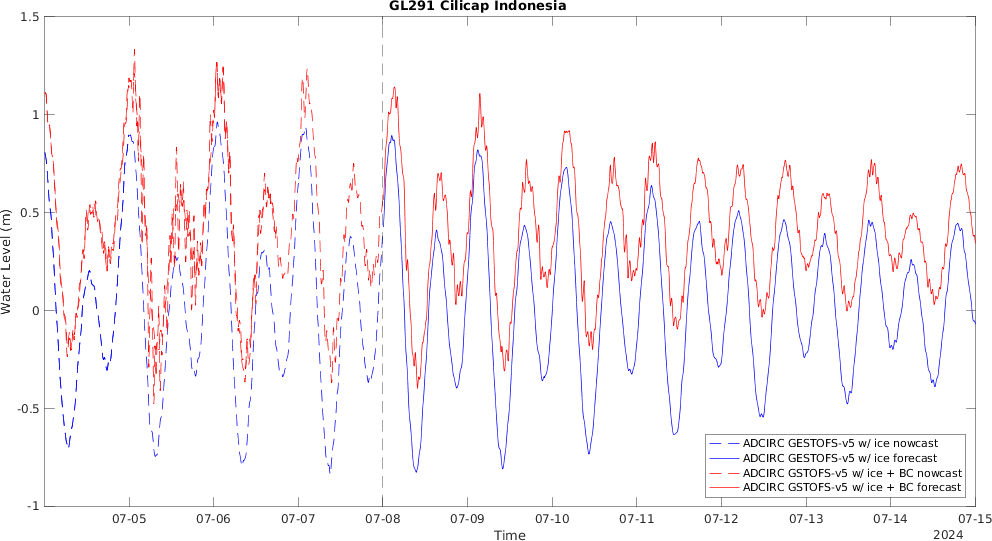 GL291 Cilicap Indonesia
1.5
1
0.5
0
-0.5
-1
Water Level (m)
07-05 07-06 07-07 07-08 07-09 07-10 07-11 07-12 07-13 07-14 07-15
Time
2024
ADCIRC GESTOFS-v5 w/ ice nowcast
ADCIRC GESTOFS-v5 w/ ice forecast
ADCIRC GSTOFS-v5 w/ ice + BC nowcast
ADCIRC GSTOFS-v5 w/ ice + BC forecast